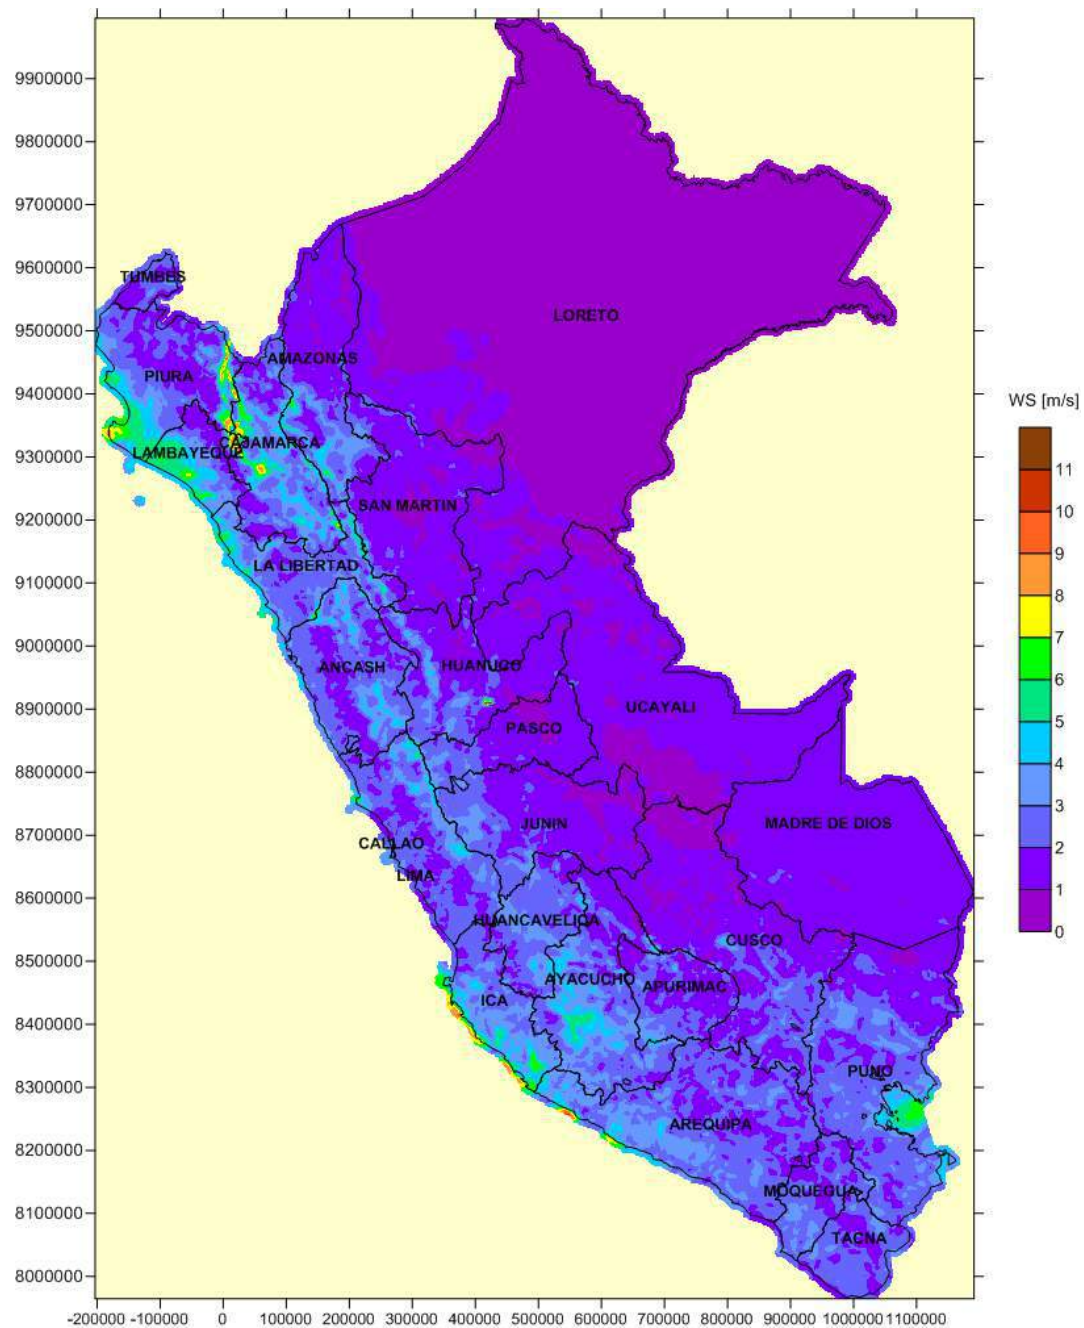 9900000
9800000
9700000
9600000
9500000
9400000
9300000
9200000
9100000
9000000
8900000
8800000
8700000
8600000
8500000
8400000
8300000
8200000
8100000
8000000
TUMBES
LORETO
AMAZONAS
PIURA
CAJAMARCA
LAMBAYEQUE
SAN MARTIN
LA LIBERTAD
ANCASH
HUANUCO
UCAYALI
PASCO
JUNIN
MADRE DE DIOS
CALLAO
LIMA
HUANCAVELICA
CUSCO
AYACUCHO
APURIMAC
ICA
PUNO
AREQUIPA
MOQUEGUA
TACNA
-200000 -100000 0 100000 200000 300000 400000 500000 600000 700000 800000 900000 1000000 1100000
WS [m/s]
11
10
9
8
7
6
5
4
3
2
1
0